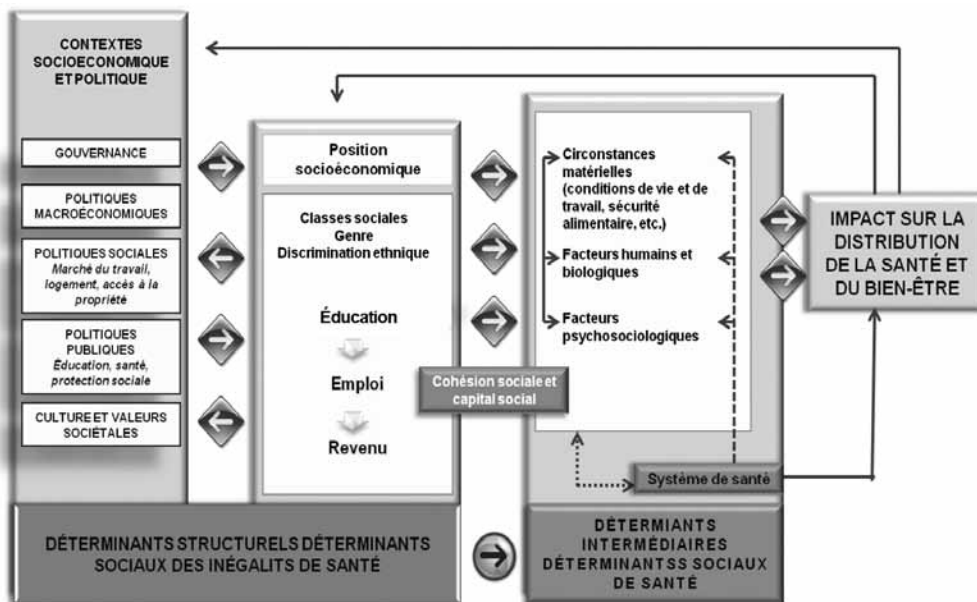 CONTEXTES
SOCIOECONOMIQUE
ET POLITIQUE
GOUVERNANCE
POLITIQUES
MACROÉCONOMIQUES
POLITIQUES SOCIALES
Marché du travail,
logement, accès à la
propriété
POLITIQUES
PUBLIQUES
Éducation, santé,
protection sociale
CULTURE ET VALEURS
SOCIÉTALES
Position
socioéconomique
Classes sociales
Genre
Discrimination ethnique
Éducation
Emploi
Revenu
Cohésion sociale et
capital social
Circonstances
matérielles
(conditions de vie et de
travail, sécurité
alimentaire, etc.)
Facteurs humains et
biologiques
Facteurs
psychosociologiques
Système de santé
IMPACT SUR LA
DISTRIBUTION
DE LA SANTÉ ET
DU BIEN-ÊTRE
DÉTERMINANTS STRUCTURELS DÉTERMINANTS
SOCIAUX DES INÉGALITS DE SANTÉ
DÉTERMIANTS
INTERMÉDIAIRES
DÉTERMINANTSS SOCIAUX
DE SANTÉ